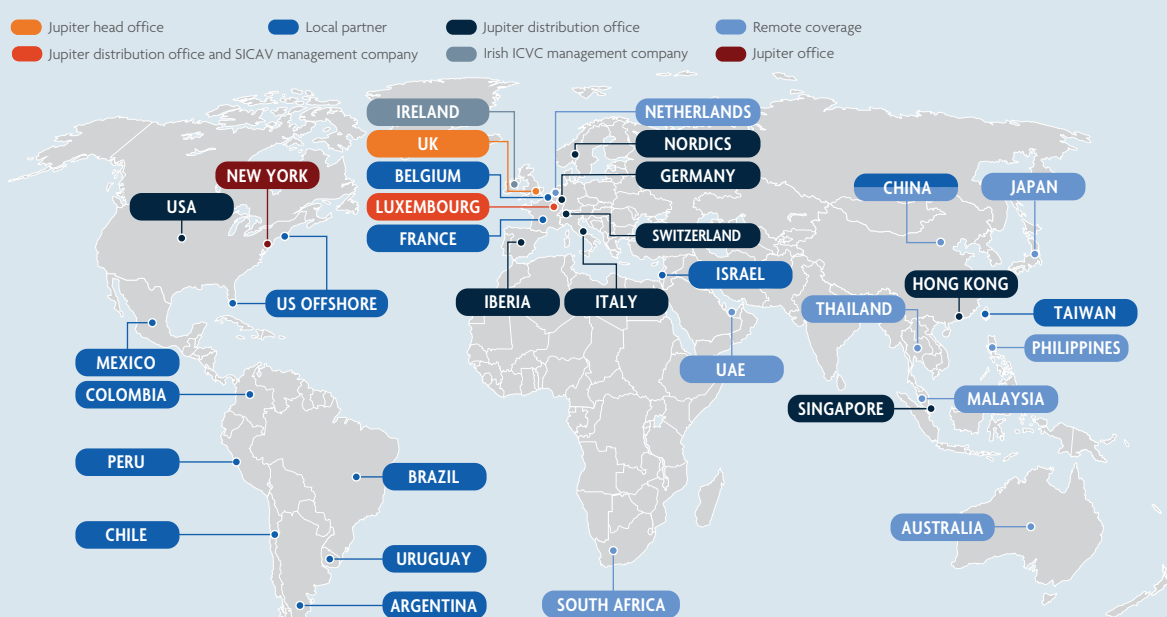 Jupiter head office
Local partner
Jupiter distribution office
Remote coverage
Jupiter distribution office and SICAV management company
Irish ICVC management company
Jupiter office
IRELAND
NETHERLANDS
UK
NORDICS
NEW YORK
BELGIUM
GERMANY
CHINA
JAPAN
USA
LUXEMBOURG
FRANCE
SWITZERLAND
ISRAEL
HONG KONG
US OFFSHORE
IBERIA
ITALY
THAILAND
TAIWAN
MEXICO
UAE
PHILIPPINES
COLOMBIA
SINGAPORE
MALAYSIA
PERU
BRAZIL
CHILE
AUSTRALIA
URUGUAY
ARGENTINA
SOUTH AFRICA